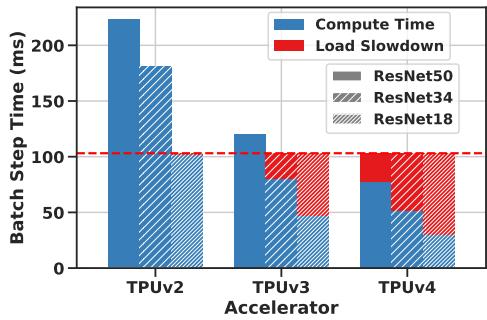 Batch Step Time (ms)
200
150
100
50
0
Compute Time
Load Slowdown
ResNet50
ResNet34
ResNet18
TPUv2 TPUv3 TPUv4
Accelerator